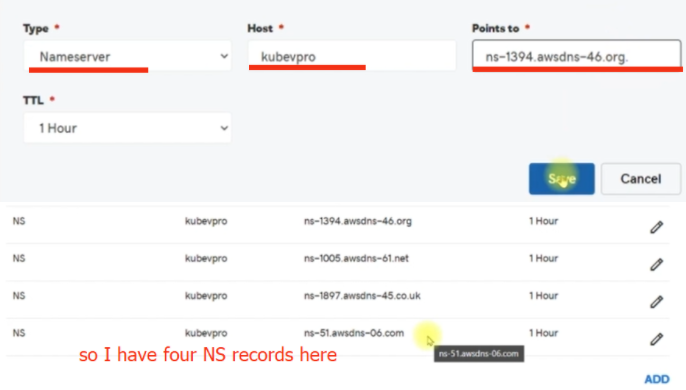 Type * Host * Points to *
Nameserver kubevpro ns-1394.awsdns-46.org.
TTL *
1 Hour
Save Cancel
NS kubevpro ns-1394.awsdns-46.org 1 Hour
NS kubevpro ns-1005.awsdns-61.net 1 Hour
NS kubevpro ns-1897.awsdns-45.co.uk 1 Hour
NS kubevpro ns-51.awsdns-06.com 1 Hour
ns-51.awsdns-06.com
so I have four NS records here
ADD